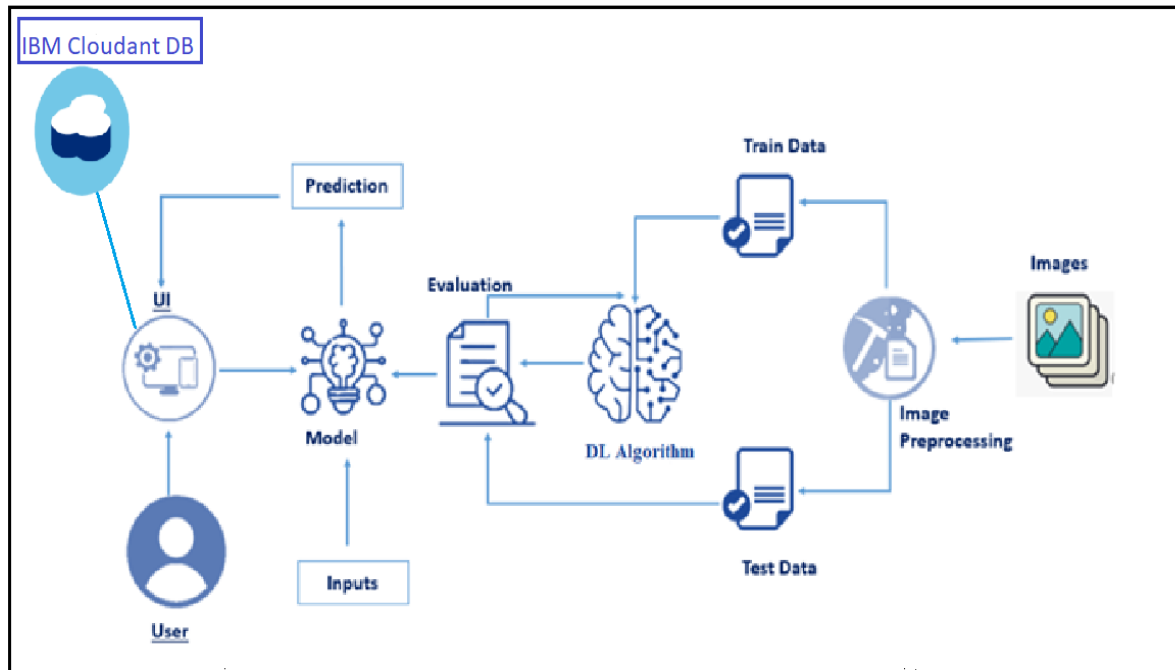 IBM Cloudant DB
Train Data
Prediction
Images
Evaluation
UI
Image
Preprocessing
Model
DL Algorithm
Inputs
Test Data
User